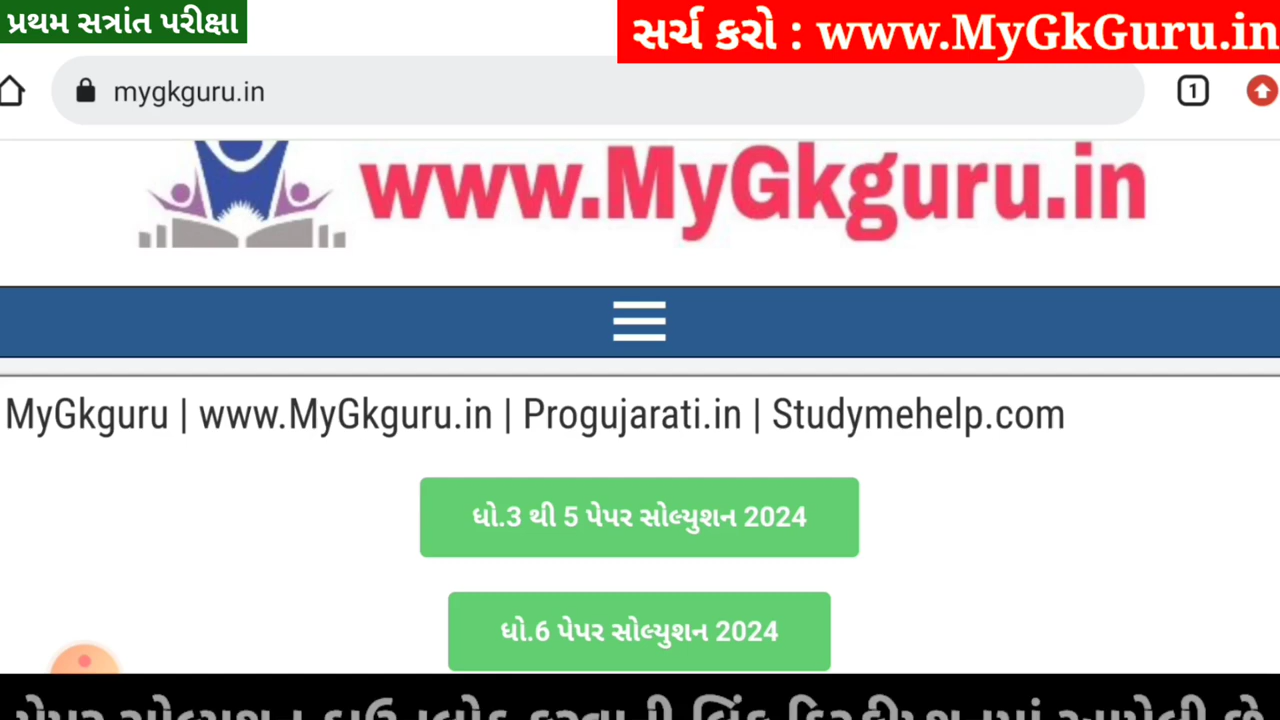 પ્રથમ સત્રાંત પરીક્ષા
સર્ચ કરો : www.MyGkGuru.in
mygkguru.in
1
www.MyGkguru.in
MyGkguru | www.MyGkguru.in | Progujarati.in | Studymehelp.com
ધો.3 થી 5 પેપર સોલ્યુશન 2024
ધો.6 પેપર સોલ્યુશન 2024